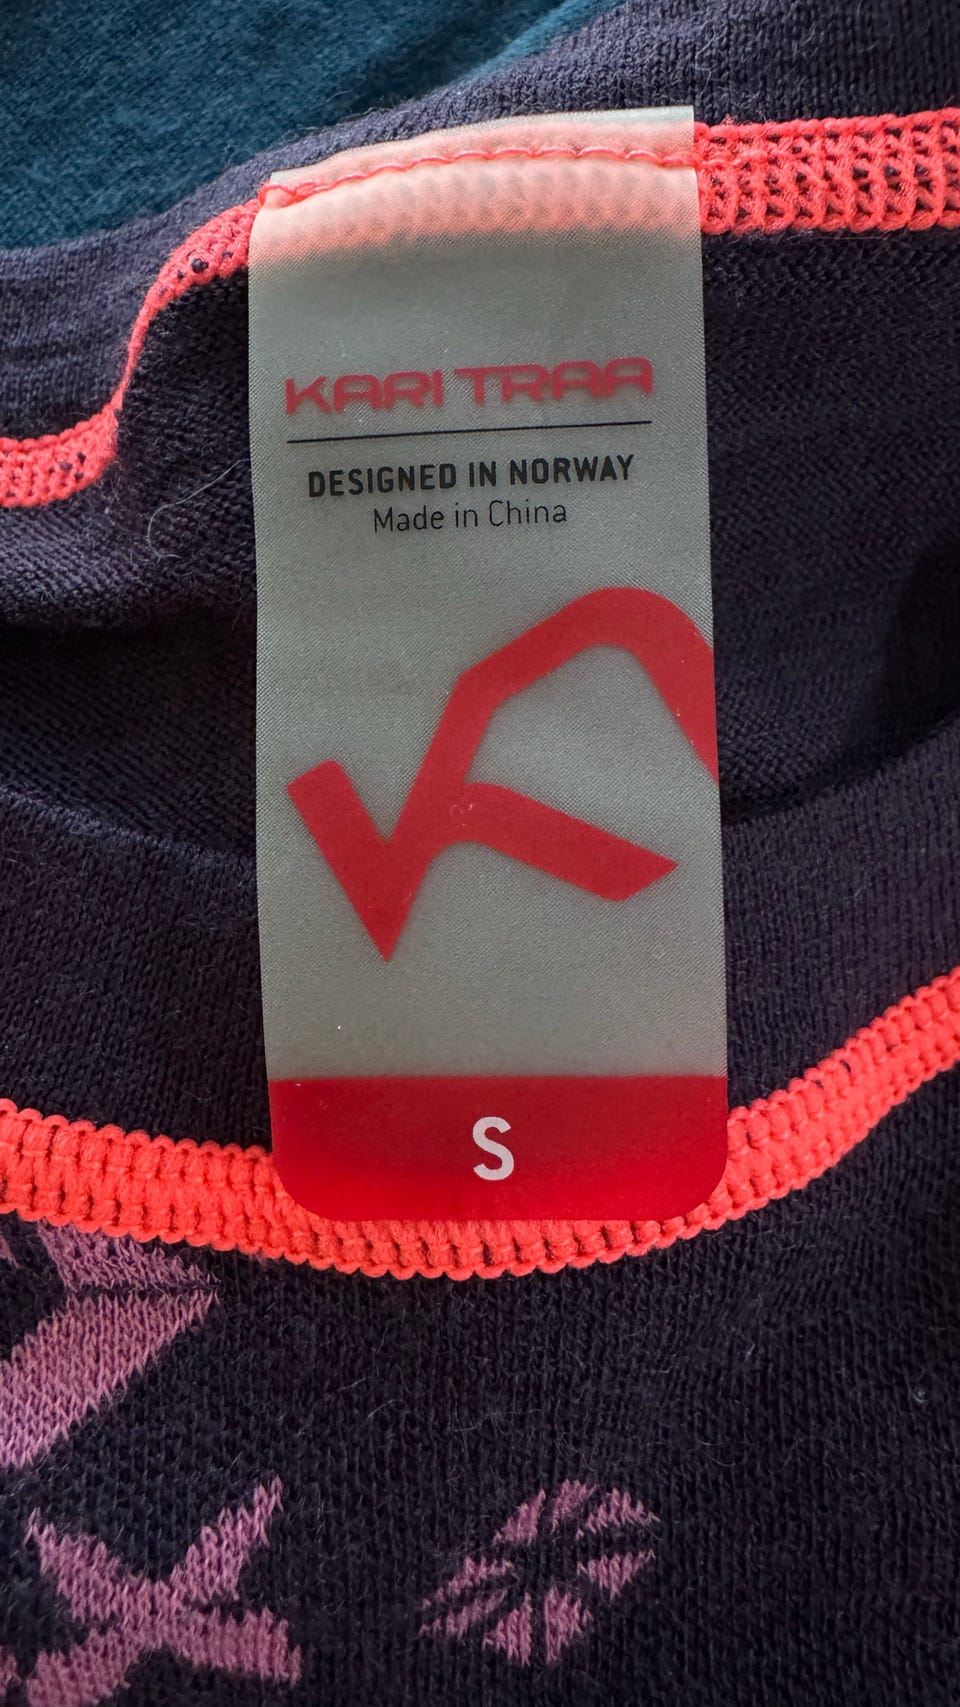 KARI TRAA
DESIGNED IN NORWAY
Made in China
S